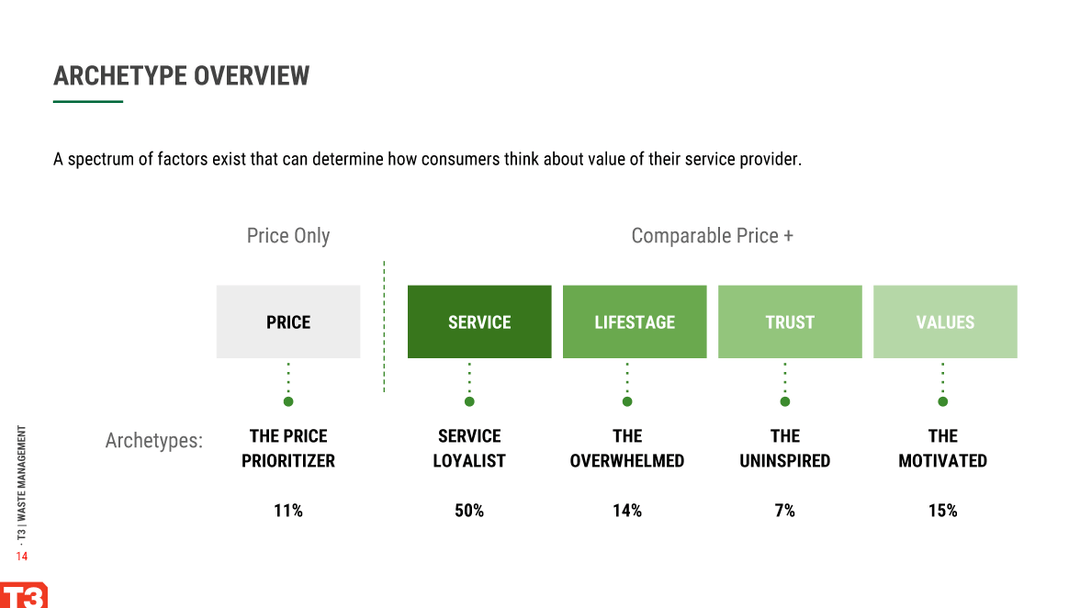 ARCHETYPE OVERVIEW
A spectrum of factors exist that can determine how consumers think about value of their service provider.
Price Only
Comparable Price +
PRICE
SERVICE
LIFESTAGE
TRUST
VALUES
Archetypes:
THE PRICE
PRIORITIZER
11%
SERVICE
LOYALIST
50%
THE
OVERWHELMED
14%
THE
UNINSPIRED
7%
THE
MOTIVATED
15%
· T3 | WASTE MANAGEMENT
14
T3